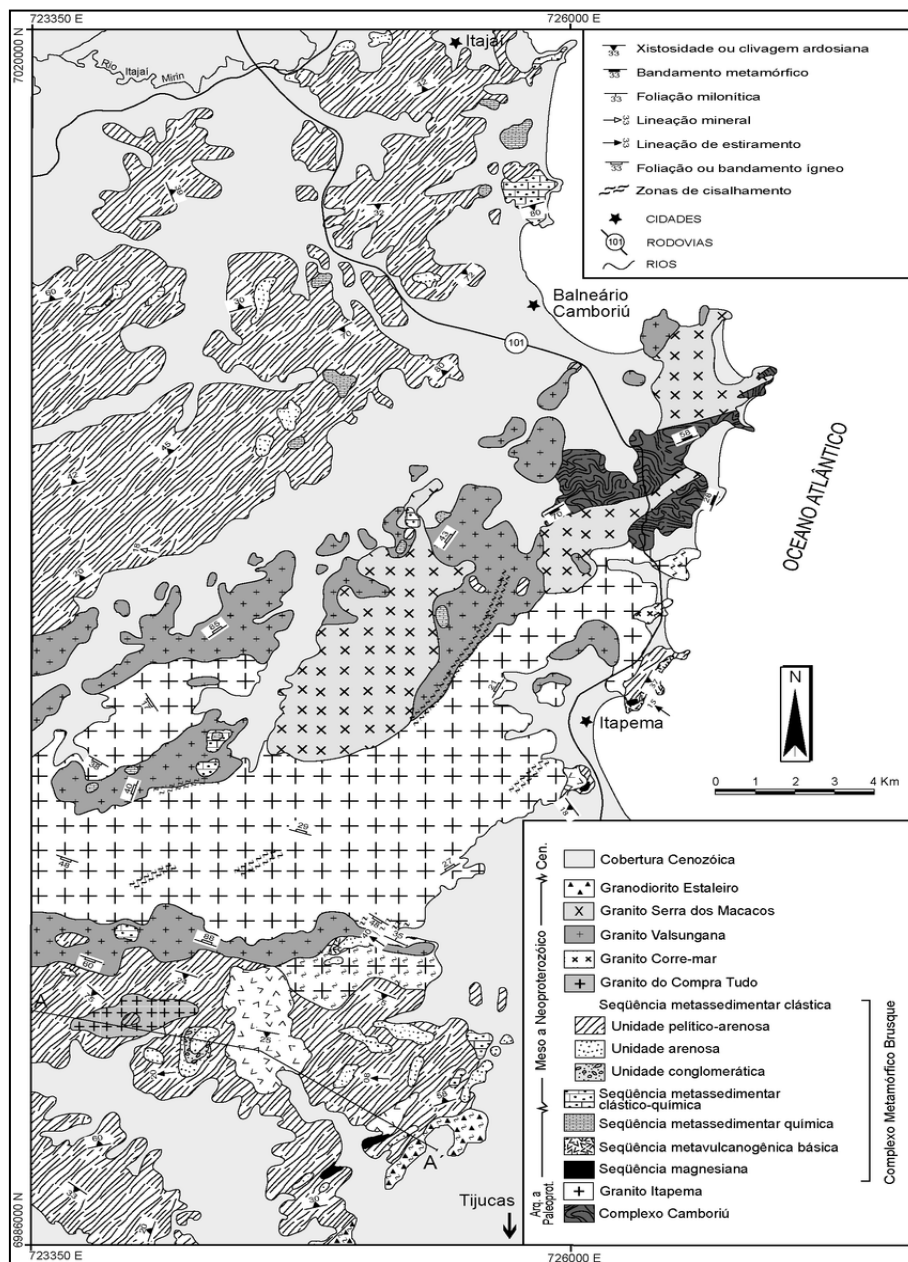 723350 E
726000 E
7020000 N
Itajaí
Rio Itajaí Mirin
Xistosidade ou clivagem ardosiana
Bandamento metamórfico
Foliação milonítica
Lineação mineral
Lineação de estiramento
Foliação ou bandamento ígneo
Zonas de cisalhamento
CIDADES
101 RODOVIAS
RIOS
Balneário
Camboriú
101
OCEANO ATLÂNTICO
N
Itapema
0 1 2 3 4 Km
A
A'
Tijucas
Cen.
Meso a Neoproterozóico
Arq. a
Paleoprot.
Cobertura Cenozóica
Granodiorito Estaleiro
Granito Serra dos Macacos
Granito Valsungana
Granito Corre-mar
Granito do Compra Tudo
Seqüência metassedimentar clástica
Unidade pelítico-arenosa
Unidade arenosa
Unidade conglomerática
Seqüência metassedimentar
clástico-química
Seqüência metassedimentar química
Seqüência metavulcanogênica básica
Seqüência magnesiana
Granito Itapema
Complexo Camboriú
Complexo Metamórfico Brusque
6986000 N
723350 E
726000 E